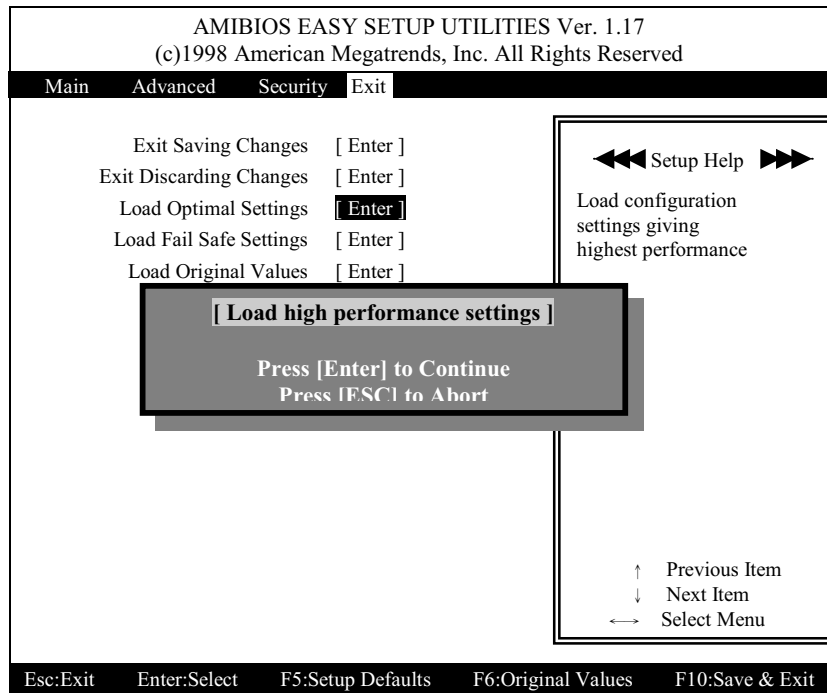 AMIBIOS EASY SETUP UTILITIES Ver. 1.17
(c)1998 American Megatrends, Inc. All Rights Reserved
Main Advanced Security Exit
Exit Saving Changes [ Enter ]
Exit Discarding Changes [ Enter ]
Load Optimal Settings [ Enter ]
Load Fail Safe Settings [ Enter ]
Load Original Values [ Enter ]
[ Load high performance settings ]
Press [Enter] to Continue
Press [ESC] to Abort
Setup Help
Load configuration
settings giving
highest performance
↑ Previous Item
↓ Next Item
←→ Select Menu
Esc:Exit Enter:Select F5:Setup Defaults F6:Original Values F10:Save & Exit